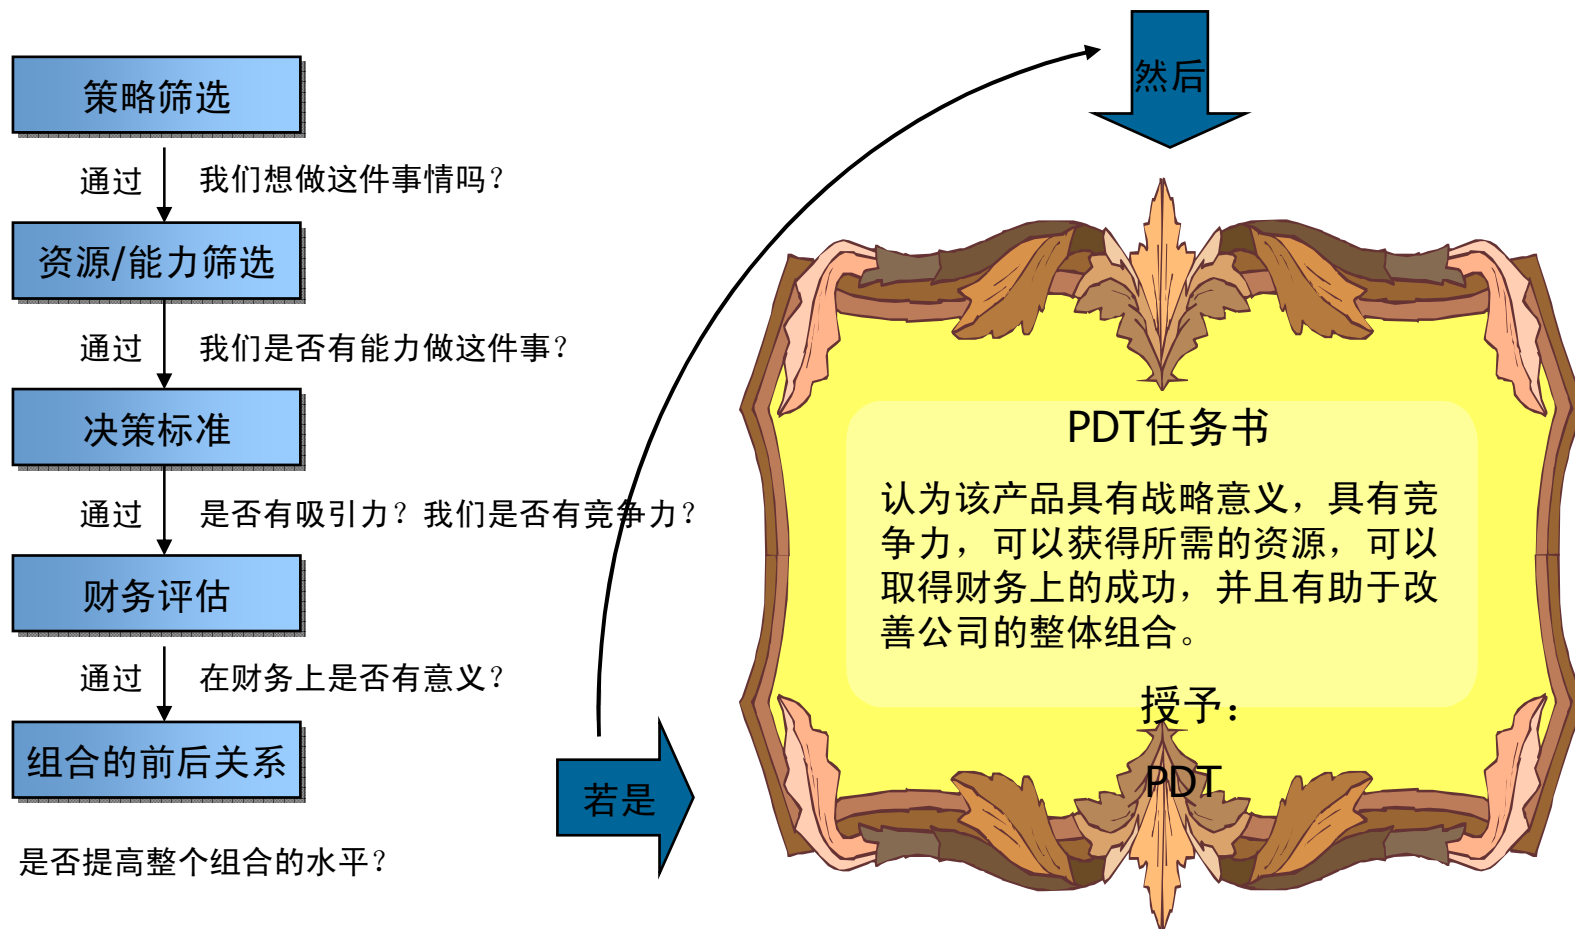 策略筛选
通过 我们想做这件事情吗？
资源/能力筛选
通过 我们是否有能力做这件事？
决策标准
通过 是否有吸引力？我们是否有竞争力？
财务评估
通过 在财务上是否有意义？
组合的前后关系
是否提高整个组合的水平？
若是
然后
PDT任务书
认为该产品具有战略意义，具有竞
争力，可以获得所需的资源，可以
取得财务上的成功，并且有助于改
善公司的整体组合。
授予：
PDT